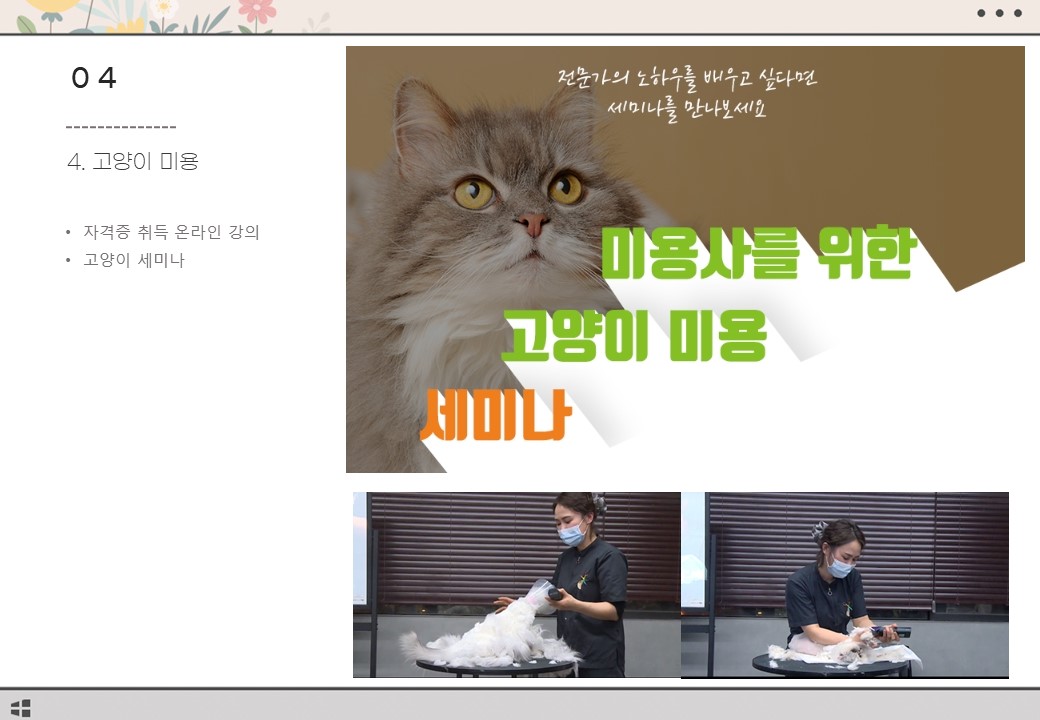 04
4. 고양이 미용
• 자격증 취득 온라인 강의
• 고양이 세미나
전문가의 노하우를 배우고 싶다면
세미나를 만나보세요
미용사를 위한
고양이 미용
세미나